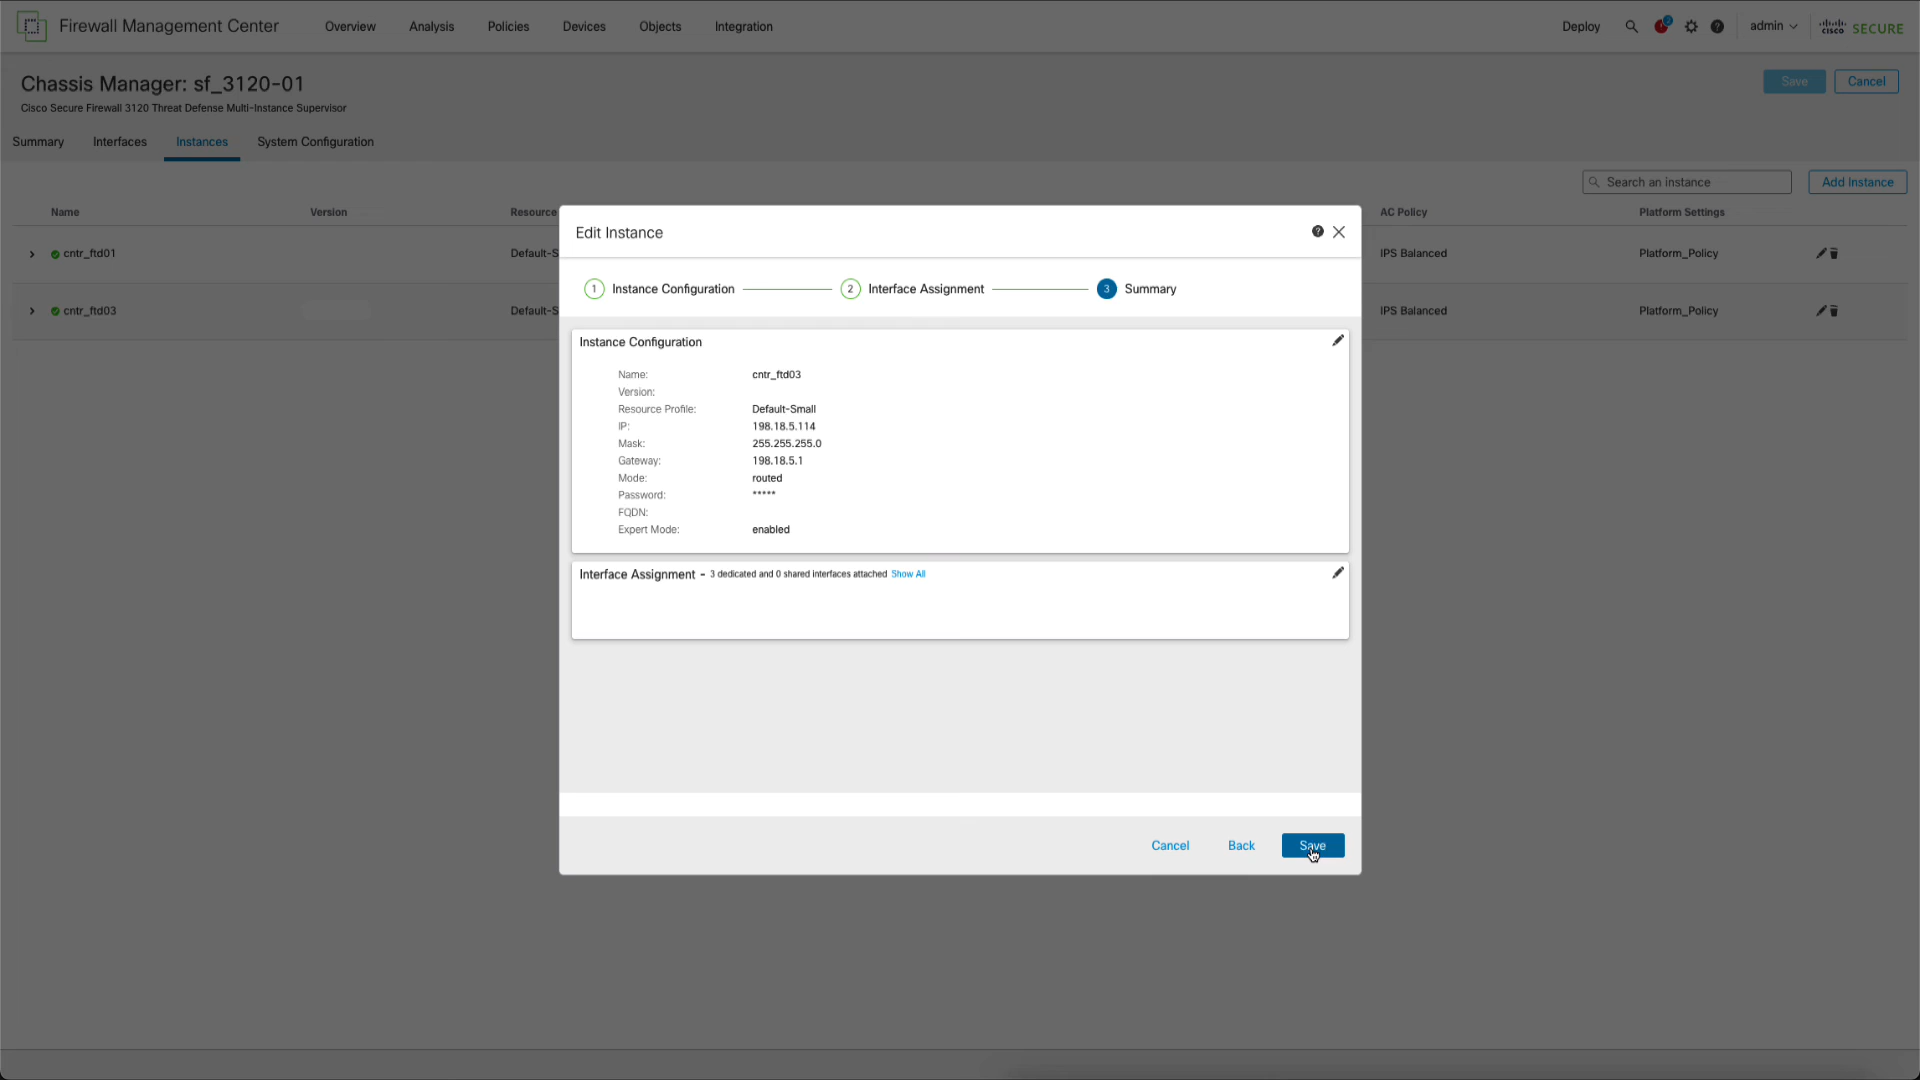 Firewall Management Center Overview Analysis Policies Devices Objects Integration Deploy 2 admin cisco SECURE
Chassis Manager: sf_3120-01 Save Cancel
Cisco Secure Firewall 3120 Threat Defense Multi-Instance Supervisor
Summary Interfaces Instances System Configuration
Search an instance Add Instance
Name Version Resource AC Policy Platform Settings
cntr_ftd01 Default-S IPS Balanced Platform_Policy
cntr_ftd03 Default-S IPS Balanced Platform_Policy
Edit Instance
1 Instance Configuration 2 Interface Assignment 3 Summary
Instance Configuration
Name: cntr_ftd03
Version:
Resource Profile: Default-Small
IP: 198.18.5.114
Mask: 255.255.255.0
Gateway: 198.18.5.1
Mode: routed
Password: *****
FQDN:
Expert Mode: enabled
Interface Assignment - 3 dedicated and 0 shared interfaces attached Show All
Cancel Back Save